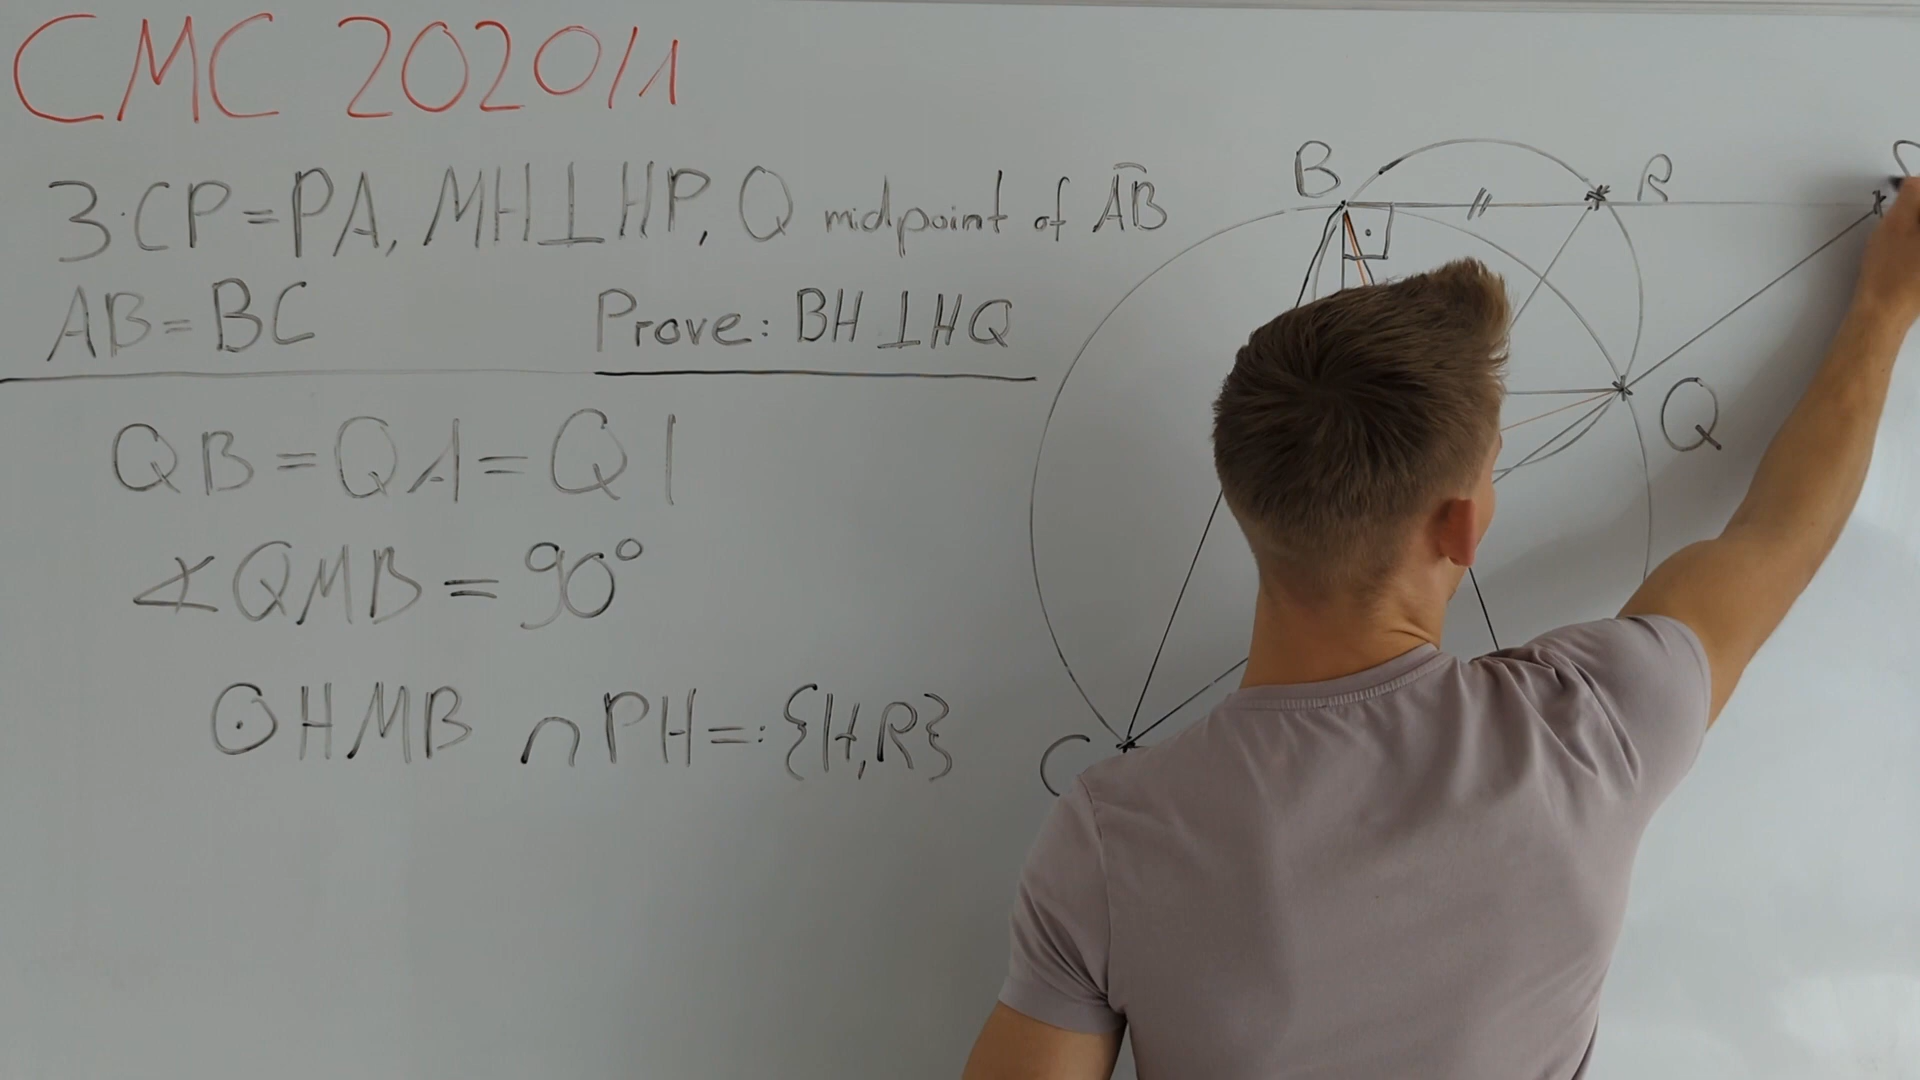 CMC 2020/1
3·CP=PA, MH⊥HP, Q midpoint of A͡B
AB=BC Prove: BH⊥HQ
QB=QA=QI
∡QMB=90°
⊙HMB ∩ PH=:{H,R}
B
R
Q
C